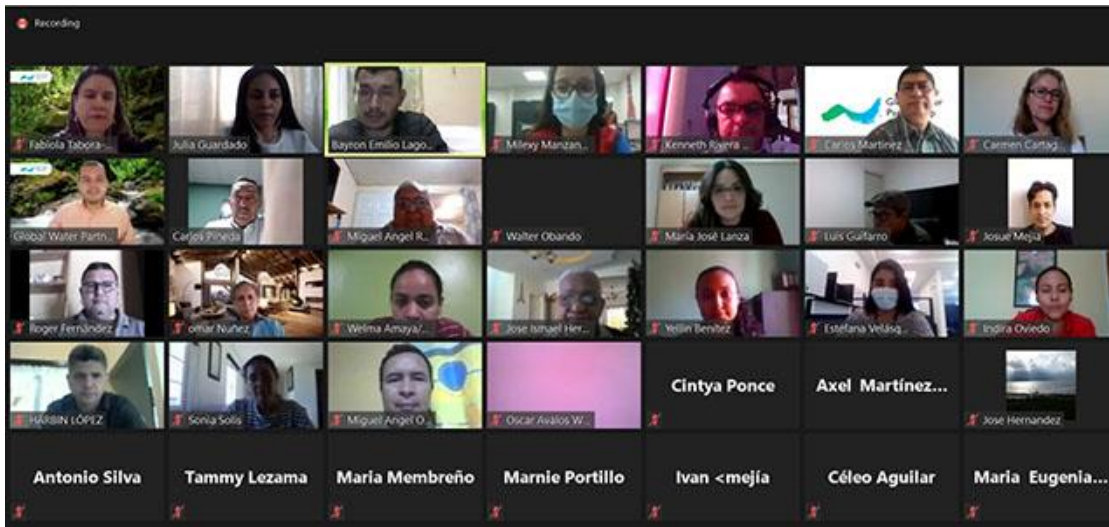 Recording
Fabiola Tabora-...
Julia Guardado
Bayron Emilio Lago...
Milexy Manzan...
Kenneth Rivera ...
Carlos Martinez
Carmen Cartag...
Global Water Partn...
Carlos Pineda
Miguel Angel R...
Walter Obando
María José Lanza
Luis Guifarro
Josue Mejia
Roger Fernández
omar Nuñez
Welma Amaya/...
Jose Ismael Her...
Yellin Benitez
Estefana Velásq...
Indira Oviedo
HARBIN LÓPEZ
Sonia Solis
Miguel Angel O...
Oscar Avalos W...
Cintya Ponce
Axel Martínez...
Jose Hernandez
Antonio Silva
Tammy Lezama
Maria Membreño
Marnie Portillo
Ivan <mejía
Céleo Aguilar
Maria Eugenia...